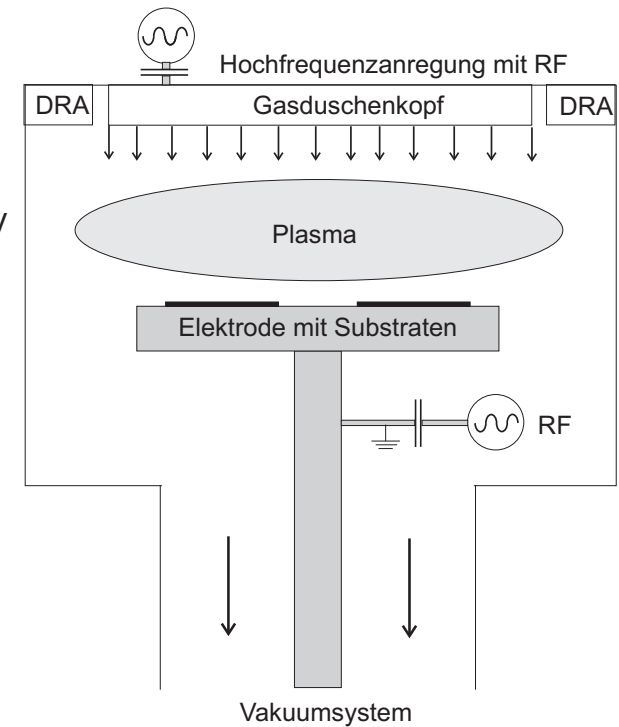 Hochfrequenzanregung mit RF
DRA
Gasduschenkopf
DRA
Plasma
Elektrode mit Substraten
RF
Vakuumsystem